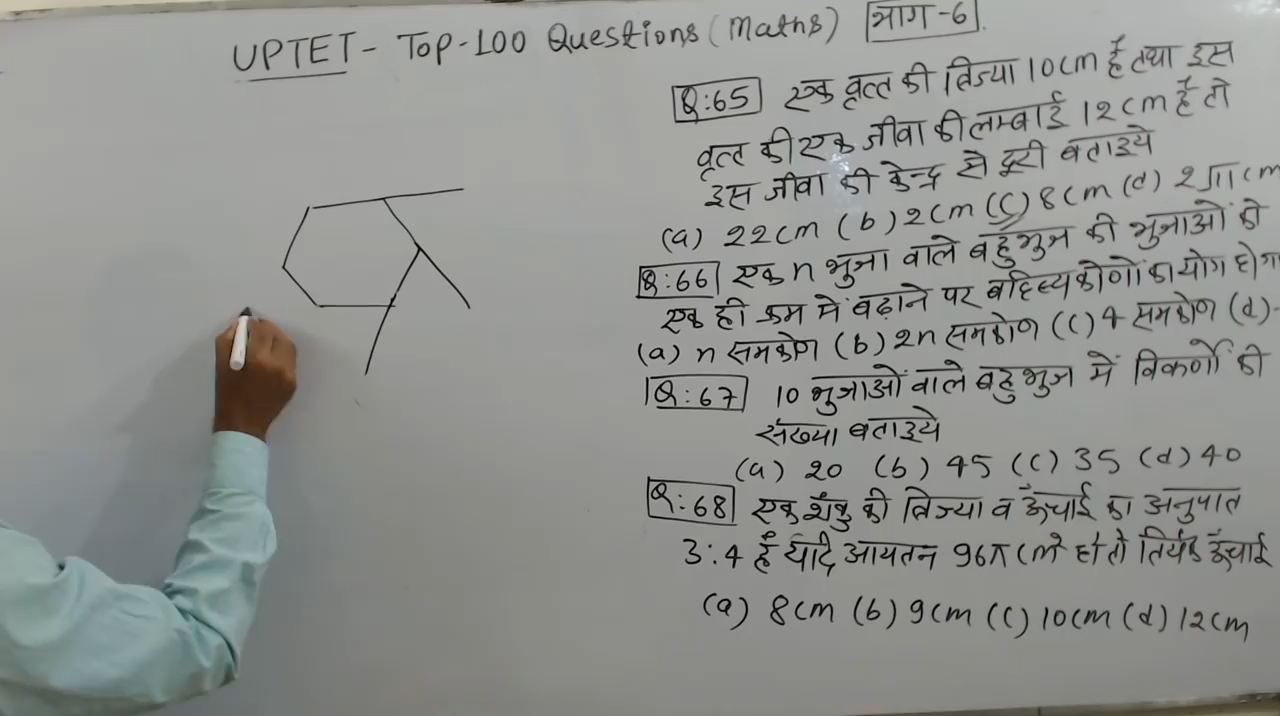 UPTET - Top-100 Questions (Maths) भाग-6
Q:65 एक वृत्त की त्रिज्या 10cm है तथा इस
वृत्त की एक जीवा की लम्बाई 12cm है तो
इस जीवा की केन्द्र से दूरी बताइये
(a) 22cm (b) 2cm (c) 8cm (d) 2√11cm
Q:66 एक n भुजा वाले बहुभुज की भुजाओं को
एक ही क्रम में बढ़ाने पर बहिष्यकोणों का योग होगा
(a) n समकोण (b) 2n समकोण (c) 4 समकोण (d)
Q:67 10 भुजाओं वाले बहुभुज में विकर्णों की
संख्या बताइये
(a) 20 (b) 45 (c) 35 (d) 40
Q:68 एक शंकु की त्रिज्या व ऊँचाई का अनुपात
3:4 है यदि आयतन 96π cm³ हो तो तिर्यक ऊँचाई
(a) 8cm (b) 9cm (c) 10cm (d) 12cm